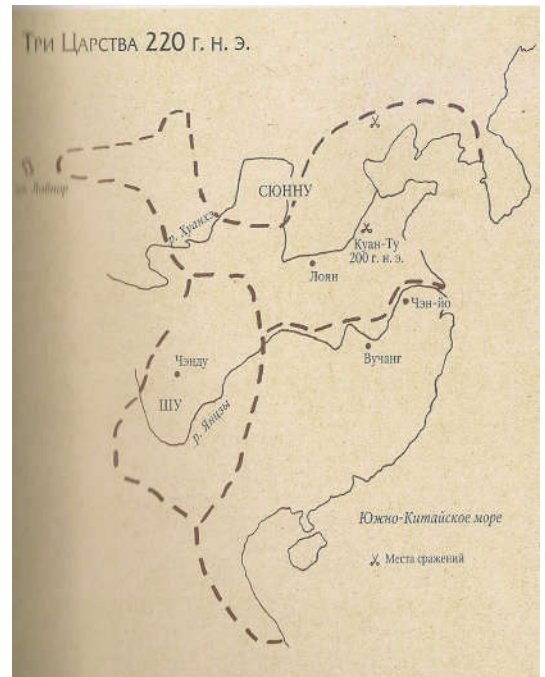 Три Царства 220 г. н. э.
Лобнор
СЮННУ
р. Хуанхэ
Куан-Ту
200 г. н. э.
Лоян
Чэн-йо
Вучанг
Чэнду
ШУ
р. Янцзы
Южно-Китайское море
Места сражений